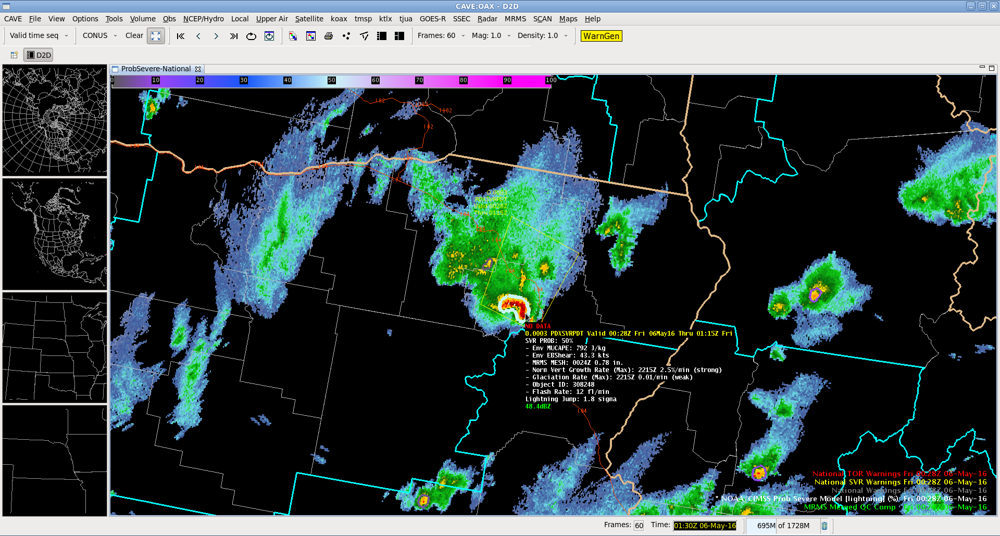 CAVE:OAX - D2D
CAVE File View Options Tools Volume Obs NCEP/Hydro Local Upper Air Satellite koax tmsp ktlx tjua GOES-R SSEC Radar MRMS SCAN Maps Help
Valid time seq CONUS Clear Frames: 60 Mag: 1.0 Density: 1.0 WarnGen
D2D
ProbSevere-National
0 10 20 30 40 50 60 70 80 90 100
I82
I82
I82
0.0003
PDXSVRPDT
Valid 0028Z
Thru 0115Z
I84
NO DATA
0.0003 PDXSVRPDT Valid 00:28Z Fri 06May16 Thru 01:15Z Fri
SVR PROB: 50%
- Env MUCAPE: 792 J/kg
- Env EBShear: 43.3 kts
- MRMS MESH: 0024Z 0.78 in.
- Norm Vert Growth Rate (Max): 2215Z 2.5%/min (strong)
- Glaciation Rate (Max): 2215Z 0.01/min (weak)
- Object ID: 308248
- Flash Rate: 12 fl/min
Lightning Jump: 1.8 sigma
48.4dBZ
I84
National TOR Warnings Fri 00:28Z 06-May-16
National SVR Warnings Fri 00:28Z 06-May-16
National Warnings Fri 00:28Z 06-May-16
* NOAA/CIMSS Prob Severe Model [lightning] (%) Fri 00:28Z 06-May-16
MRMS Merged QC Comp Fri 00:28Z 06-May-16
Frames: 60 Time: 01:30Z 06-May-16 695M of 1728M